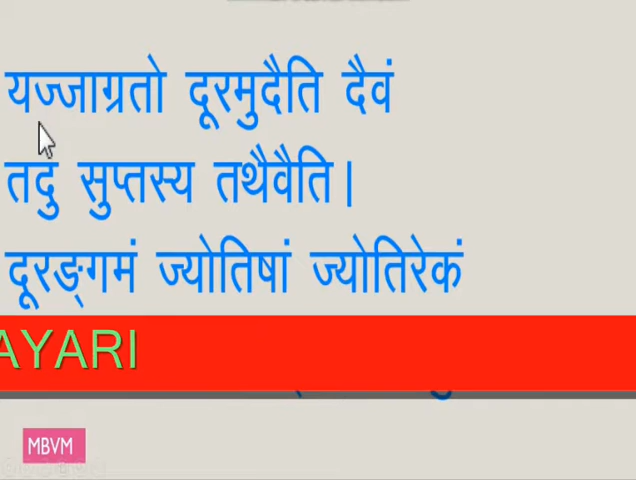 यज्जाग्रतो दूरमुदैति दैवं
तदु सुप्तस्य तथैवैति।
दूरङ्गमं ज्योतिषां ज्योतिरेकं
AYARI
MBVM